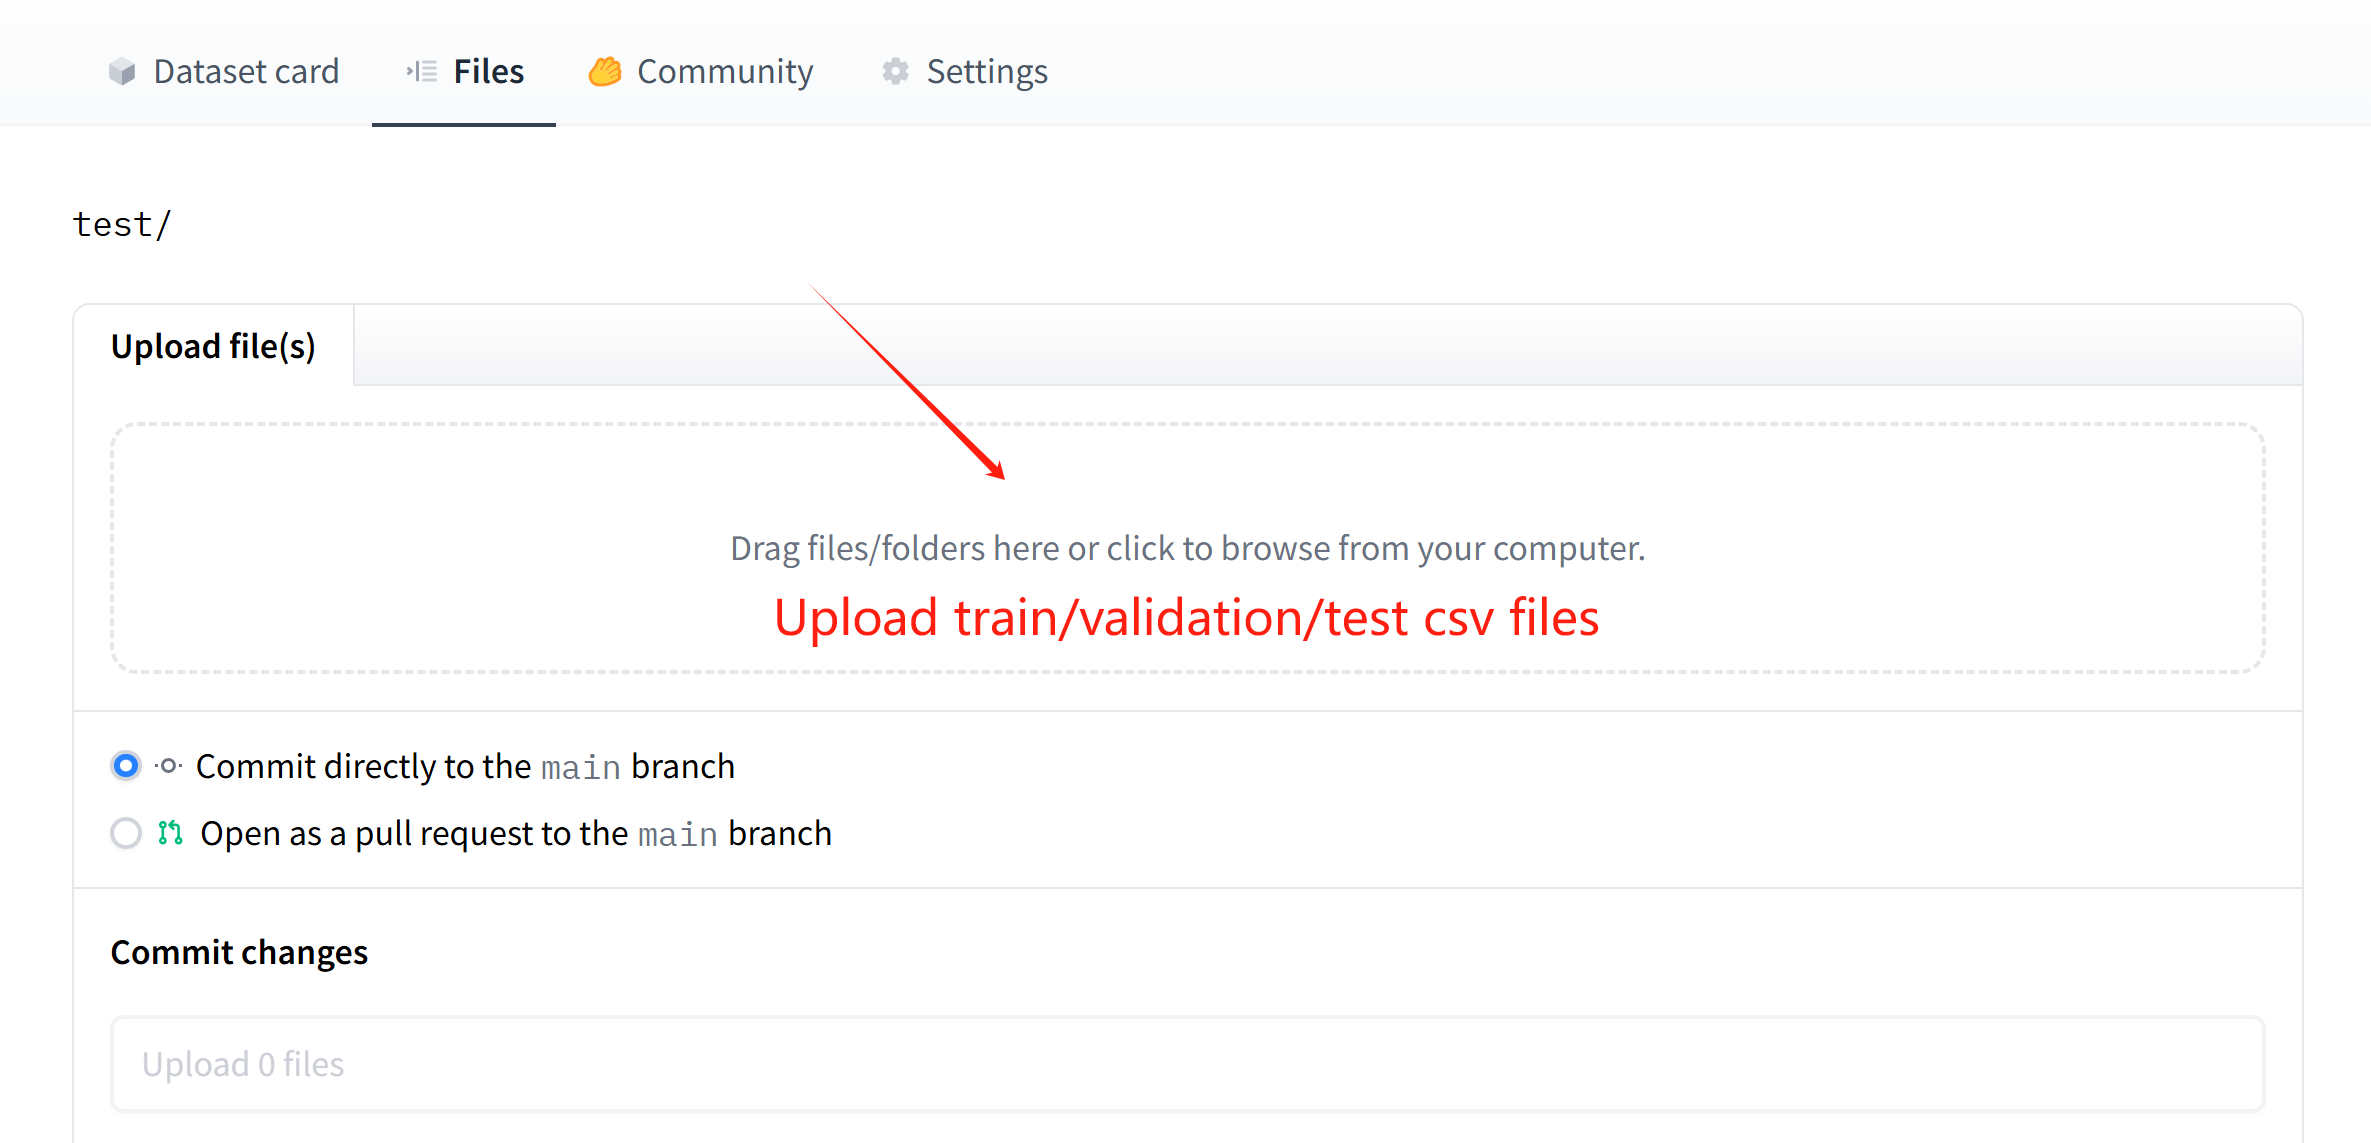 Dataset card Files Community Settings
test/
Upload file(s)
Drag files/folders here or click to browse from your computer.
Upload train/validation/test csv files
Commit directly to the main branch
Open as a pull request to the main branch
Commit changes
Upload 0 files